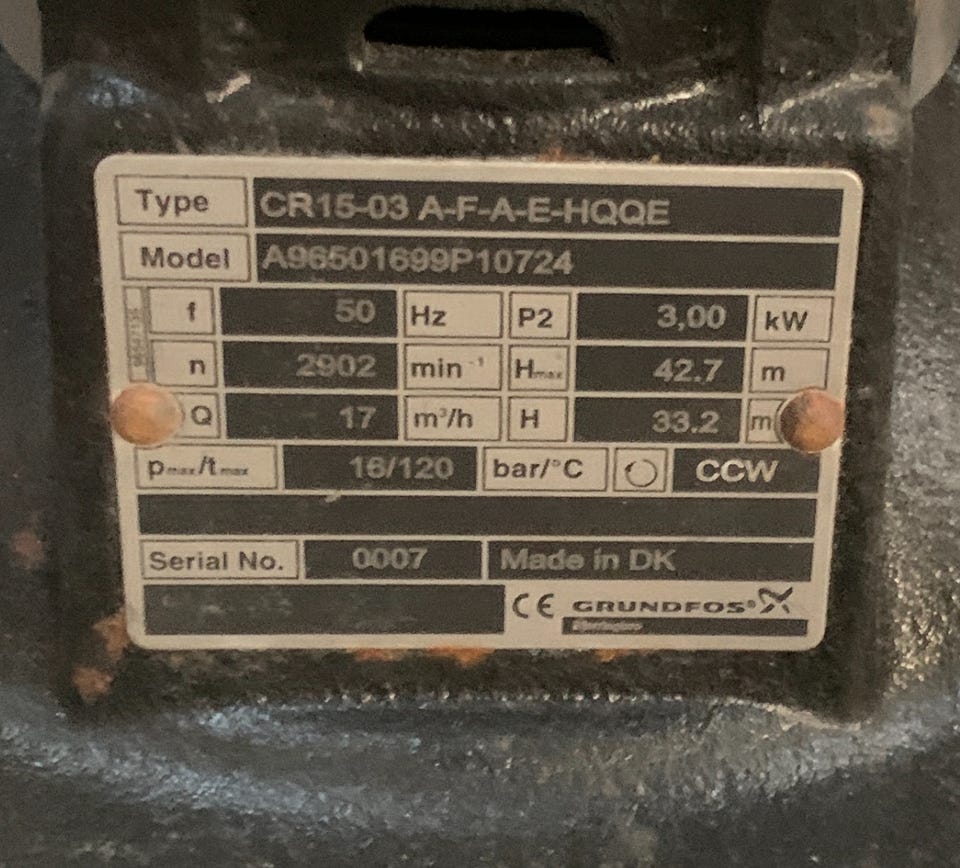 Type CR15-03 A-F-A-E-HQQE
Model A96501699P10724
f 50 Hz P2 3,00 kW
n 2902 min⁻¹ Hmax 42.7 m
Q 17 m³/h H 33.2 m
pmax/tmax 16/120 bar/°C CCW
Serial No. 0007 Made in DK
CE GRUNDFOS